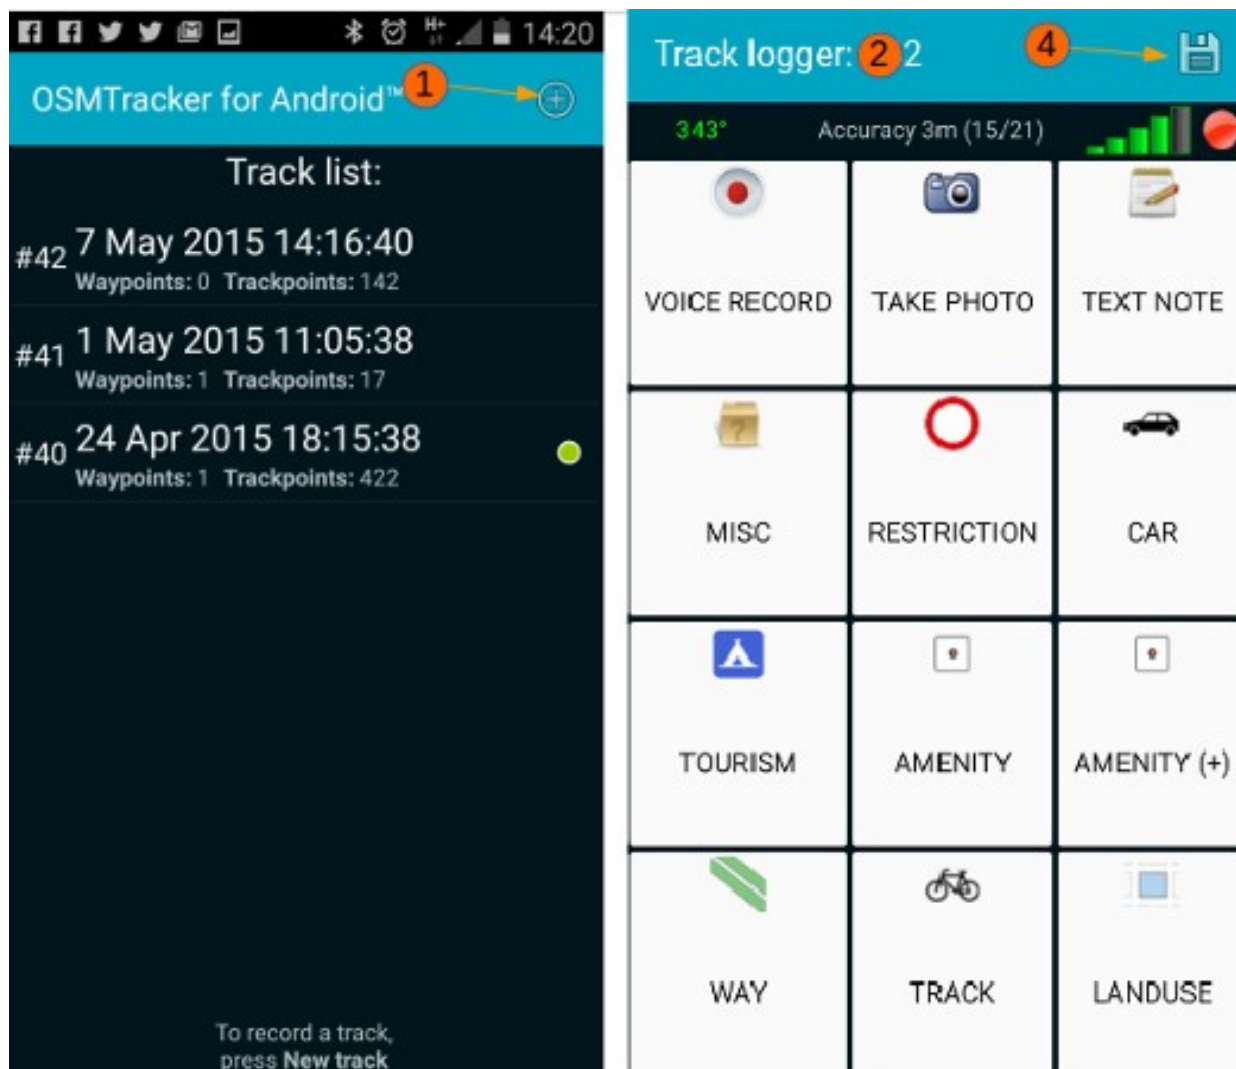 14:20
OSMTracker for Android™ 1
Track list:
#42 7 May 2015 14:16:40
Waypoints: 0 Trackpoints: 142
#41 1 May 2015 11:05:38
Waypoints: 1 Trackpoints: 17
#40 24 Apr 2015 18:15:38
Waypoints: 1 Trackpoints: 422
To record a track,
press New track
Track logger: 2 2 4
343° Accuracy 3m (15/21)
VOICE RECORD TAKE PHOTO TEXT NOTE
MISC RESTRICTION CAR
TOURISM AMENITY AMENITY (+)
WAY TRACK LANDUSE